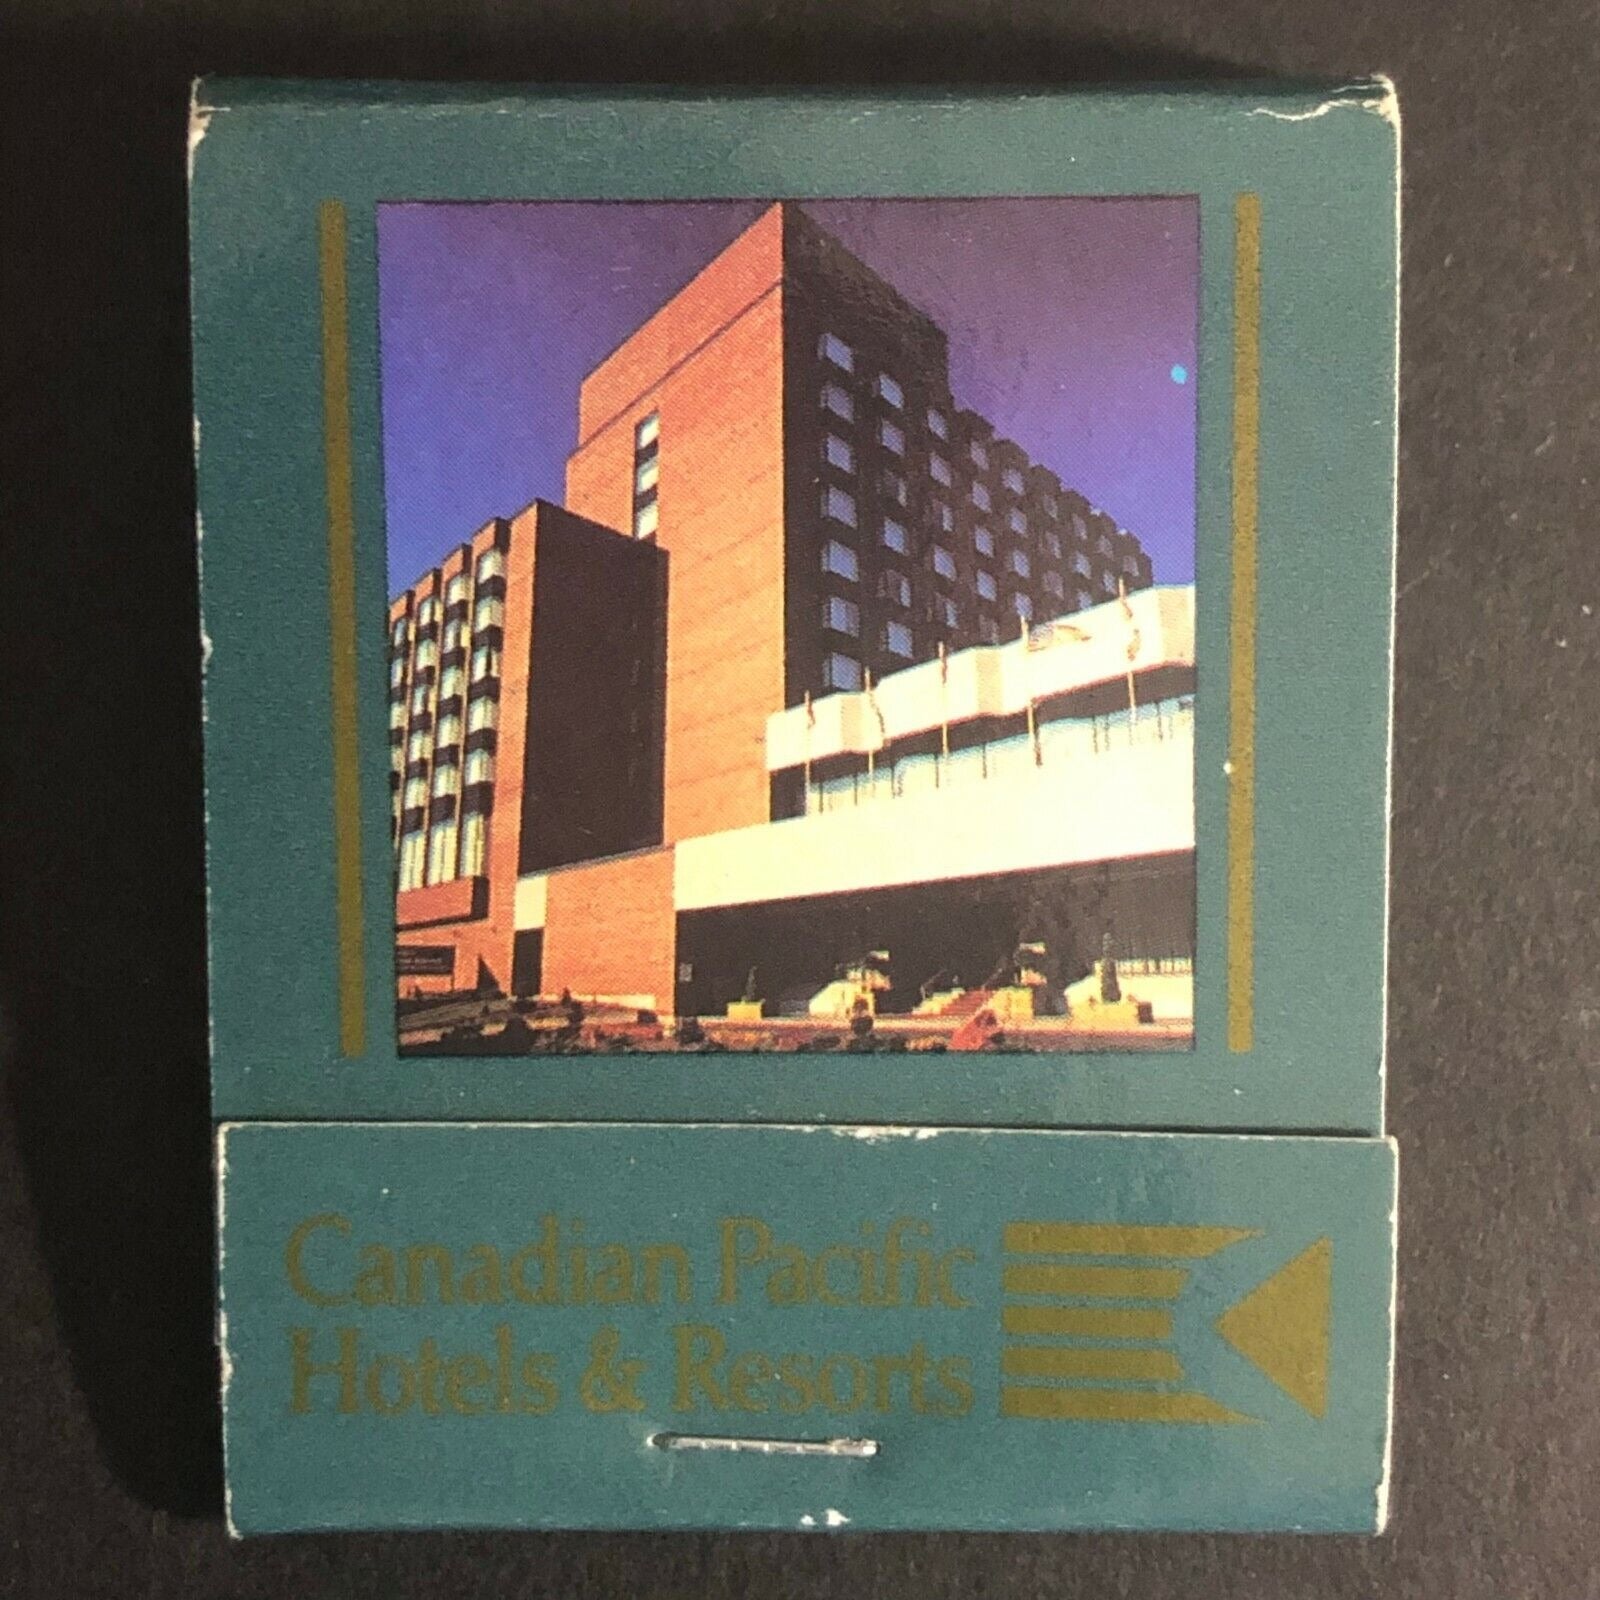 Canadian Pacific
Hotels & Resorts